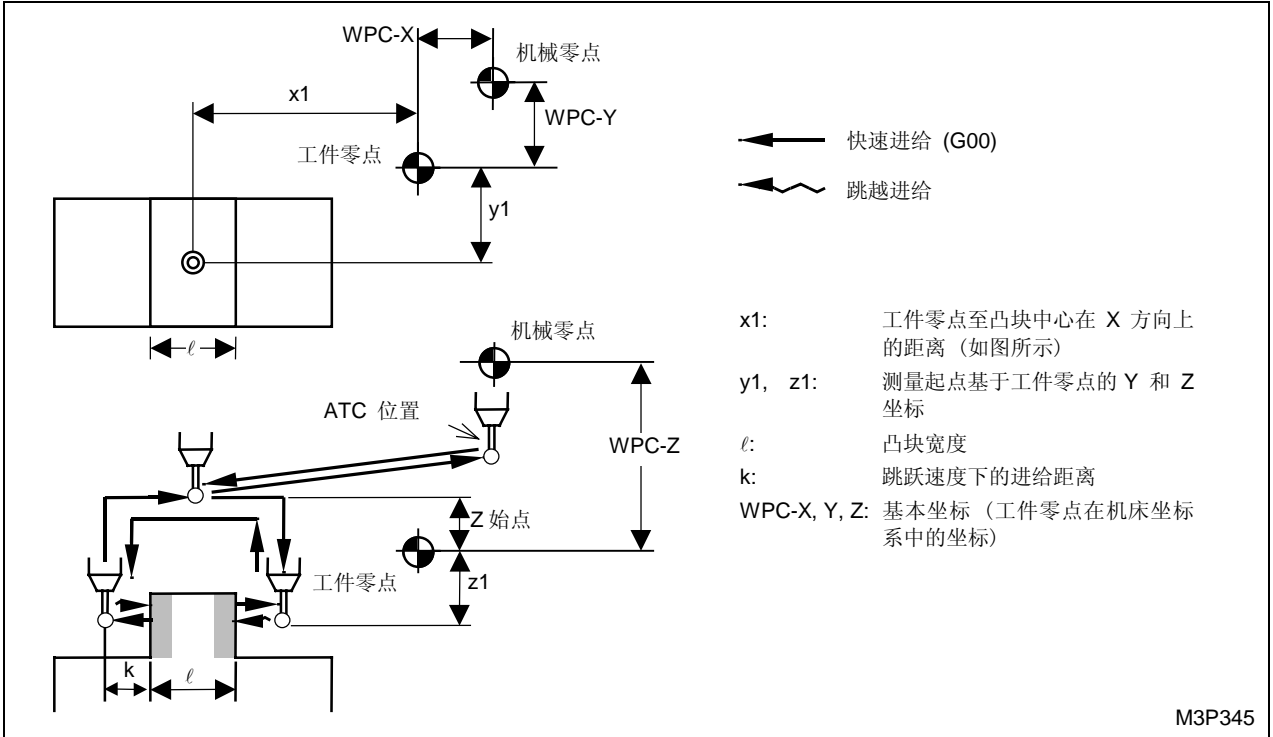 WPC-X
机械零点
x1
WPC-Y
工件零点
y1
ℓ
快速进给 (G00)
跳越进给
机械零点
ATC 位置
WPC-Z
Z 始点
工件零点
z1
k
ℓ
x1: 工件零点至凸块中心在 X 方向上
的距离（如图所示）
y1, z1: 测量起点基于工件零点的 Y 和 Z
坐标
ℓ: 凸块宽度
k: 跳跃速度下的进给距离
WPC-X, Y, Z: 基本坐标（工件零点在机床坐标
系中的坐标）
M3P345